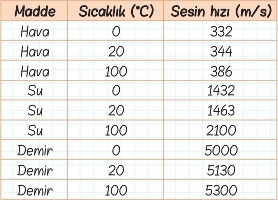 Madde Sıcaklık (°C) Sesin hızı (m/s)
Hava 0 332
Hava 20 344
Hava 100 386
Su 0 1432
Su 20 1463
Su 100 2100
Demir 0 5000
Demir 20 5130
Demir 100 5300